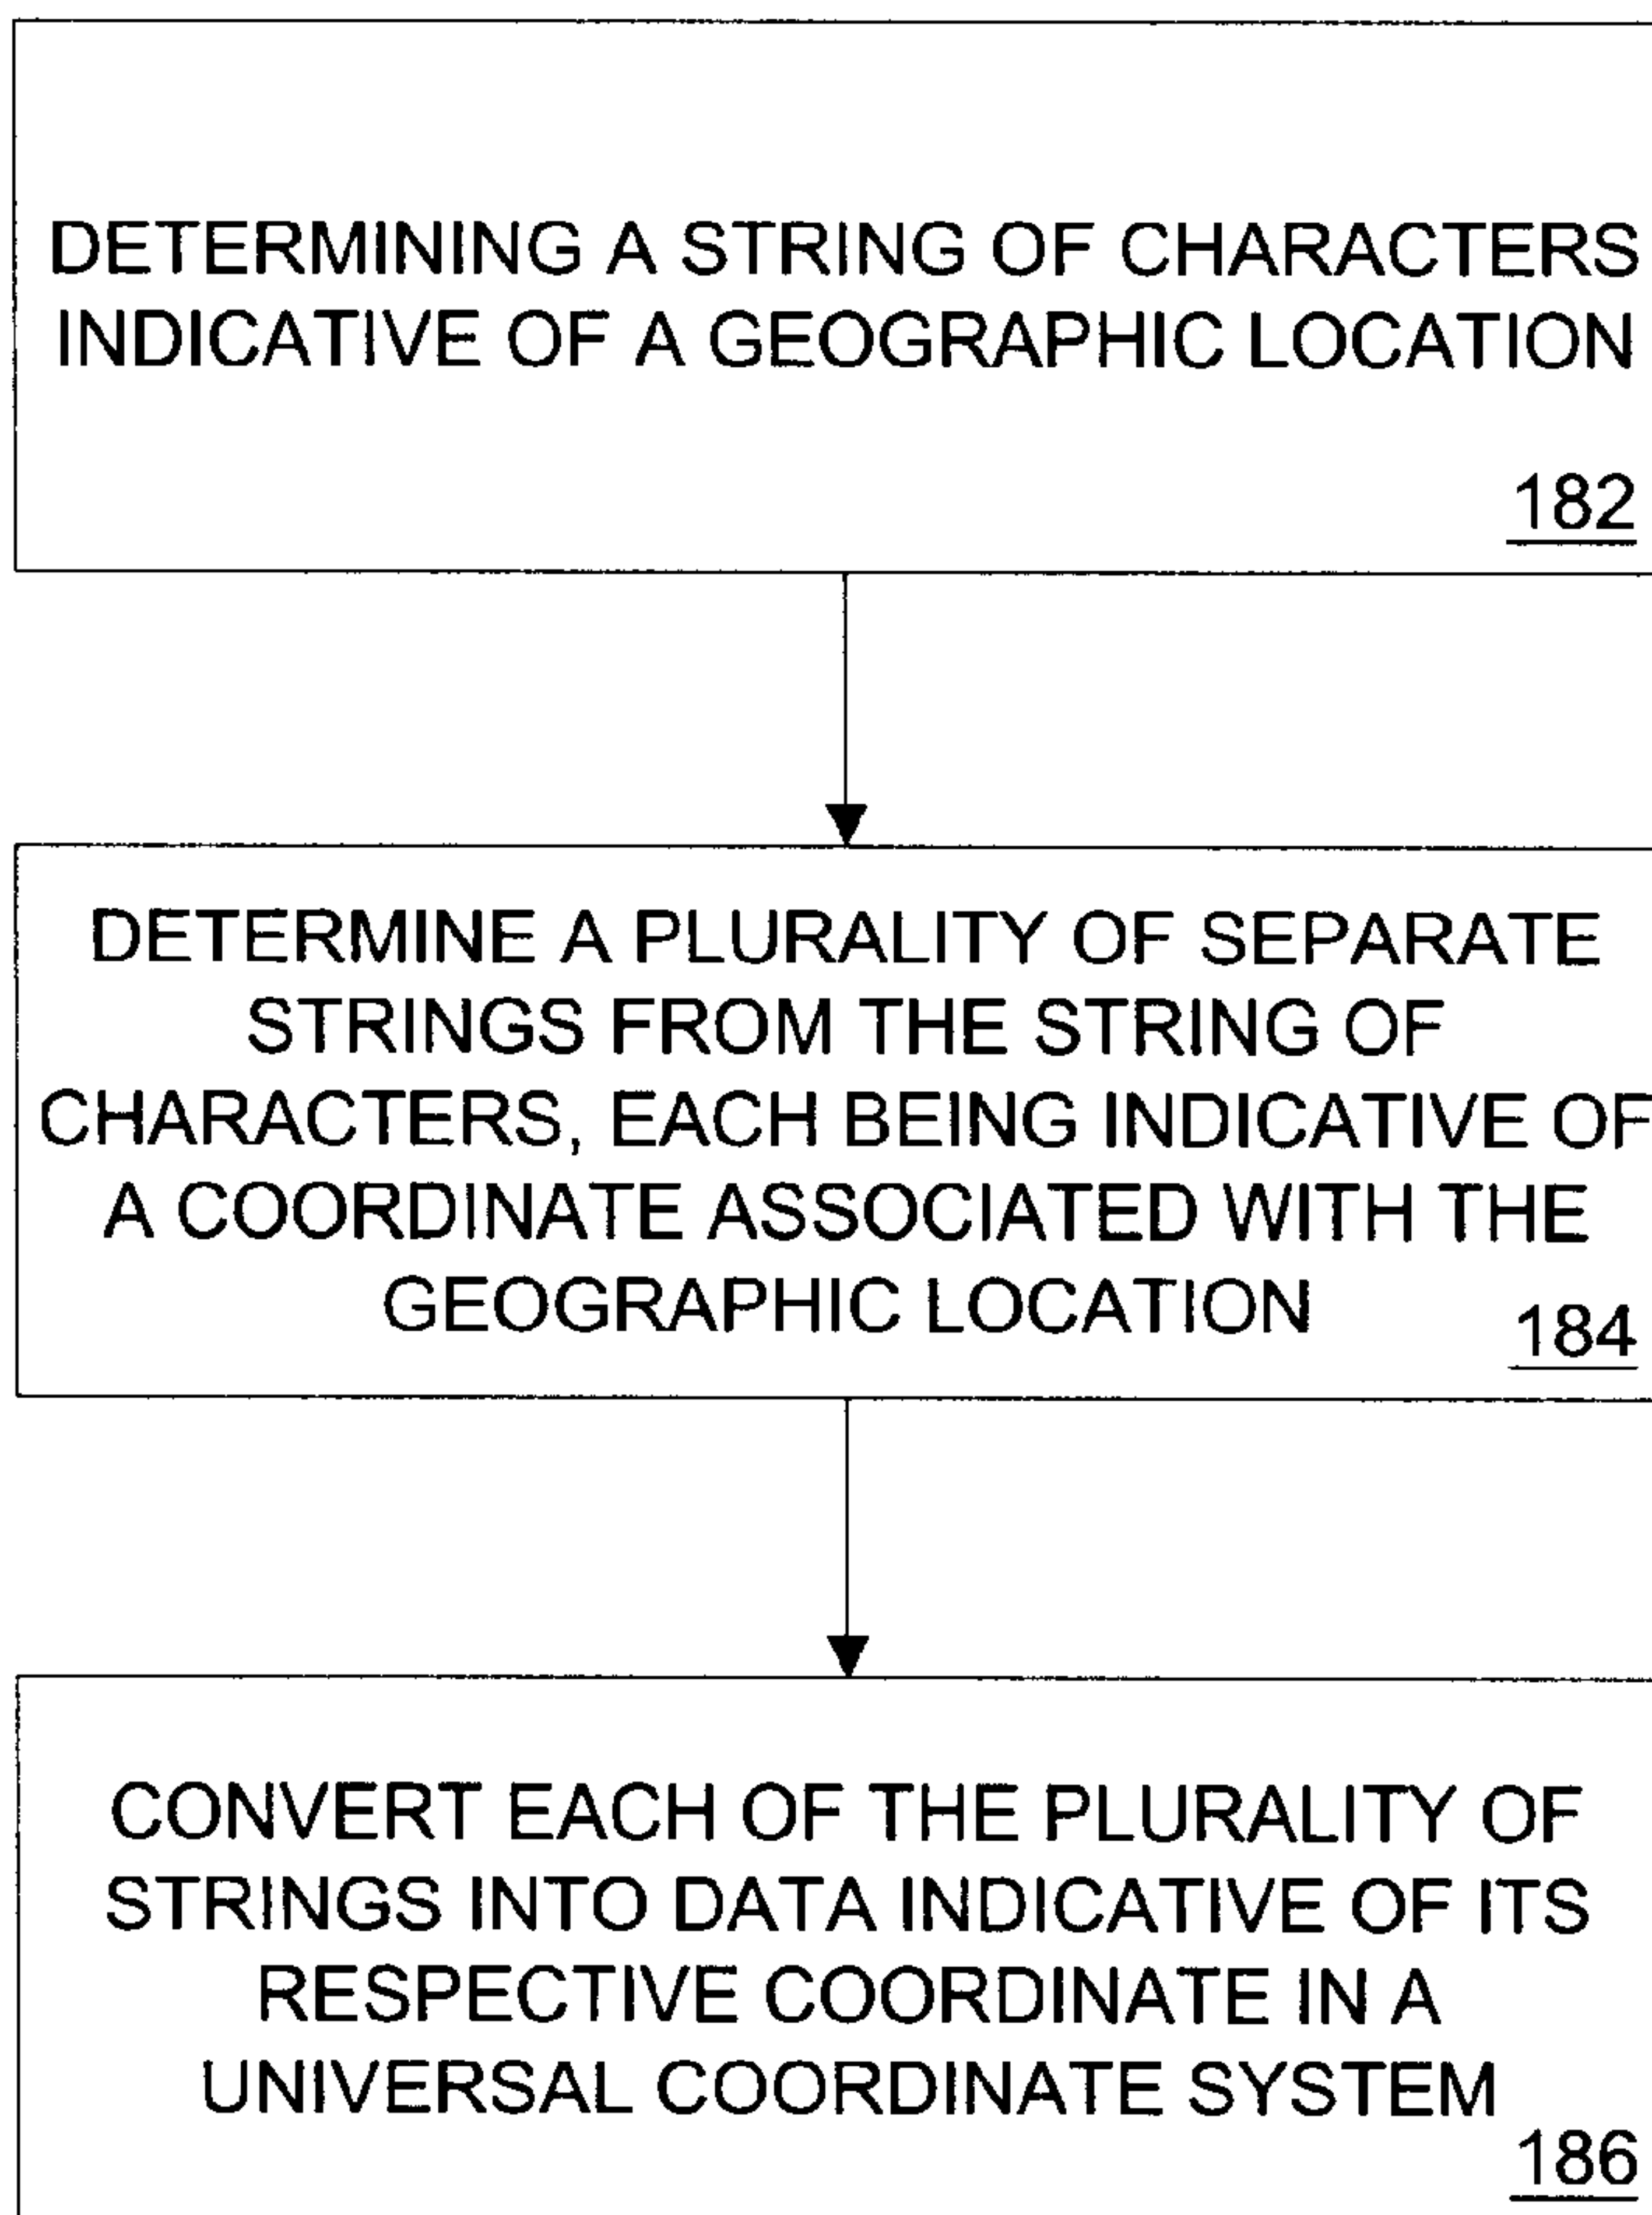 DETERMINING A STRING OF CHARACTERS
INDICATIVE OF A GEOGRAPHIC LOCATION
182
DETERMINE A PLURALITY OF SEPARATE
STRINGS FROM THE STRING OF
CHARACTERS, EACH BEING INDICATIVE OF
A COORDINATE ASSOCIATED WITH THE
GEOGRAPHIC LOCATION
184
CONVERT EACH OF THE PLURALITY OF
STRINGS INTO DATA INDICATIVE OF ITS
RESPECTIVE COORDINATE IN A
UNIVERSAL COORDINATE SYSTEM
186